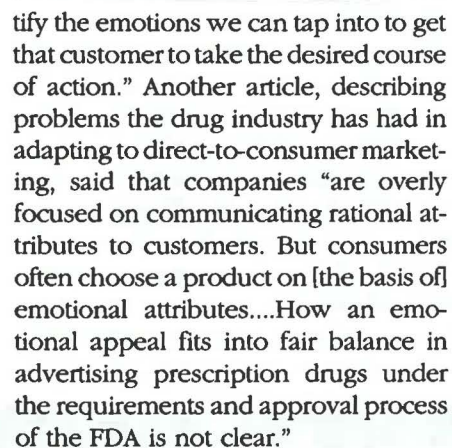 tify the emotions we can tap into to get
that customer to take the desired course
of action.” Another article, describing
problems the drug industry has had in
adapting to direct-to-consumer market-
ing, said that companies “are overly
focused on communicating rational at-
tributes to customers. But consumers
often choose a product on [the basis of]
emotional attributes....How an emo-
tional appeal fits into fair balance in
advertising prescription drugs under
the requirements and approval process
of the FDA is not clear.”